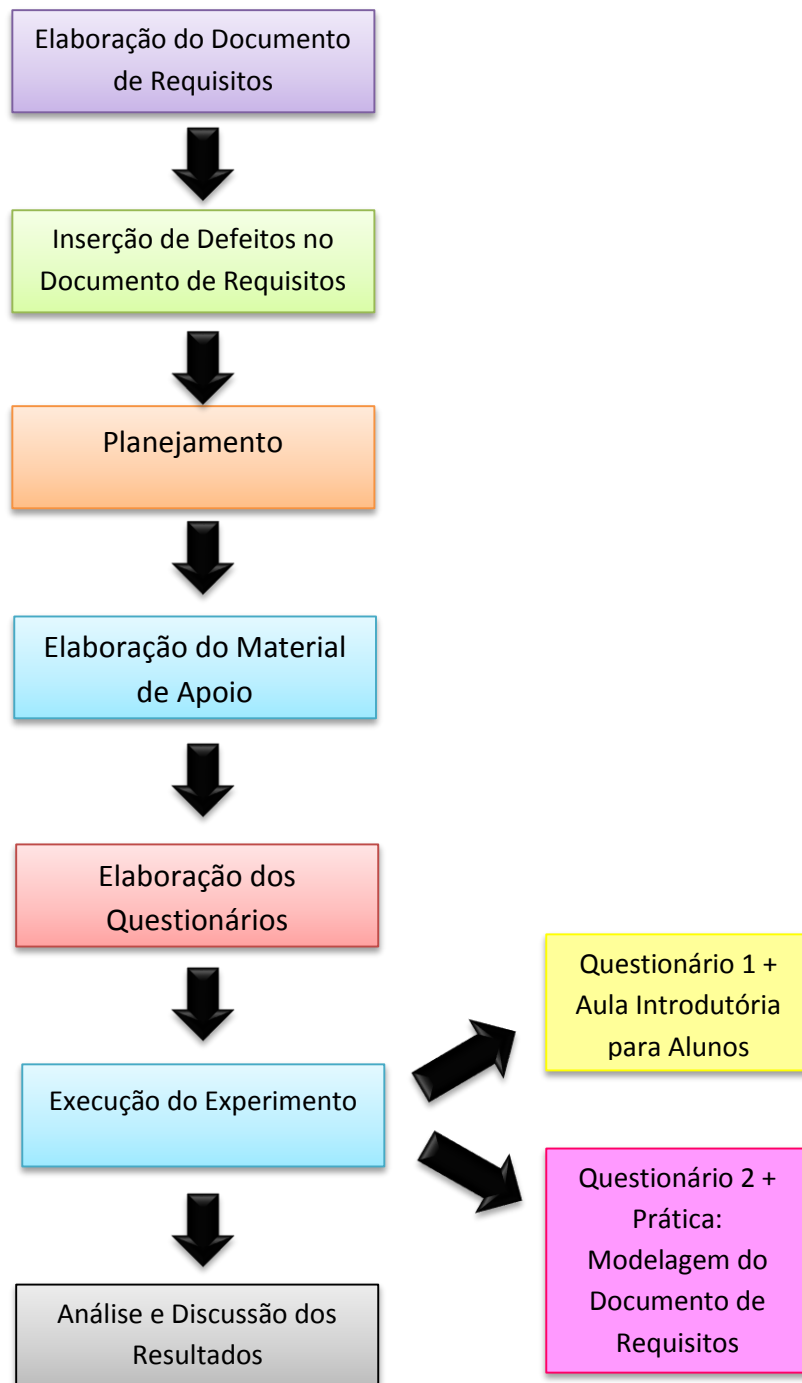 Elaboração do Documento
de Requisitos
Inserção de Defeitos no
Documento de Requisitos
Planejamento
Elaboração do Material
de Apoio
Elaboração dos
Questionários
Execução do Experimento
Questionário 1 +
Aula Introdutória
para Alunos
Questionário 2 +
Prática:
Modelagem do
Documento de
Requisitos
Análise e Discussão dos
Resultados